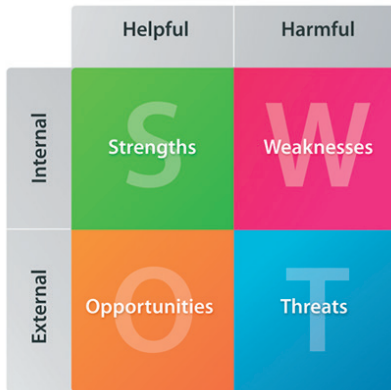 Helpful Harmful
Internal
S
Strengths
W
Weaknesses
External
O
Opportunities
T
Threats